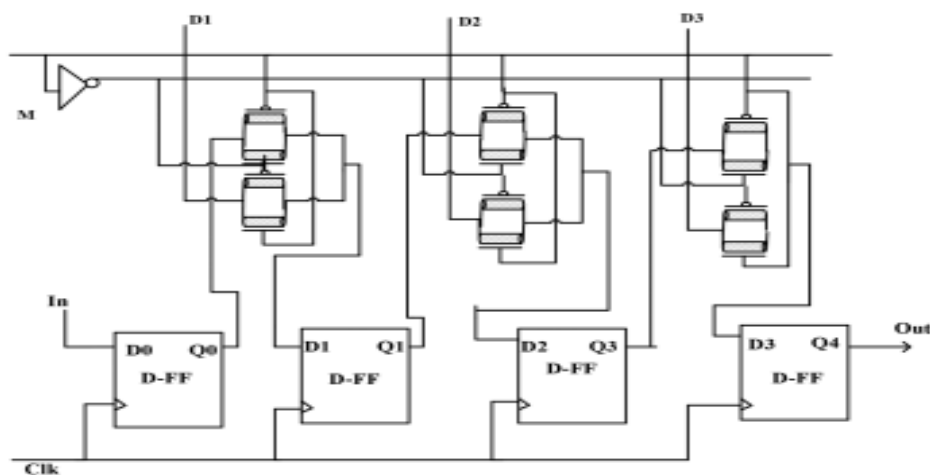 D1
D2
D3
M
In
Out
D0 Q0
D-FF
D1 Q1
D-FF
D2 Q3
D-FF
D3 Q4
D-FF
Clk